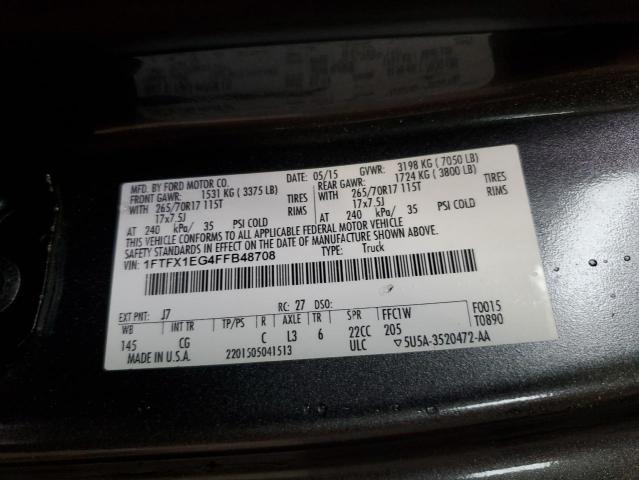 MFD. BY FORD MOTOR CO.
DATE: 05/15 GVWR: 3198 KG ( 7050 LB)
FRONT GAWR: 1531 KG ( 3375 LB) REAR GAWR: 1724 KG ( 3800 LB)
WITH 265/70R17 115T TIRES WITH 265/70R17 115T TIRES
17x7.5J RIMS 17x7.5J RIMS
AT 240 kPa/ 35 PSI COLD AT 240 kPa/ 35 PSI COLD
THIS VEHICLE CONFORMS TO ALL APPLICABLE FEDERAL MOTOR VEHICLE
SAFETY STANDARDS IN EFFECT ON THE DATE OF MANUFACTURE SHOWN ABOVE.
VIN: 1FTFX1EG4FFB48708 TYPE: Truck
EXT PNT: J7 RC: 27 DSO: F0015
WB INT TR TP/PS R AXLE TR SPR FFC1W T0890
145 CG C L3 6 22CC 205
MADE IN U.S.A. 2201505041513 ULC ▽5U5A-3520472-AA